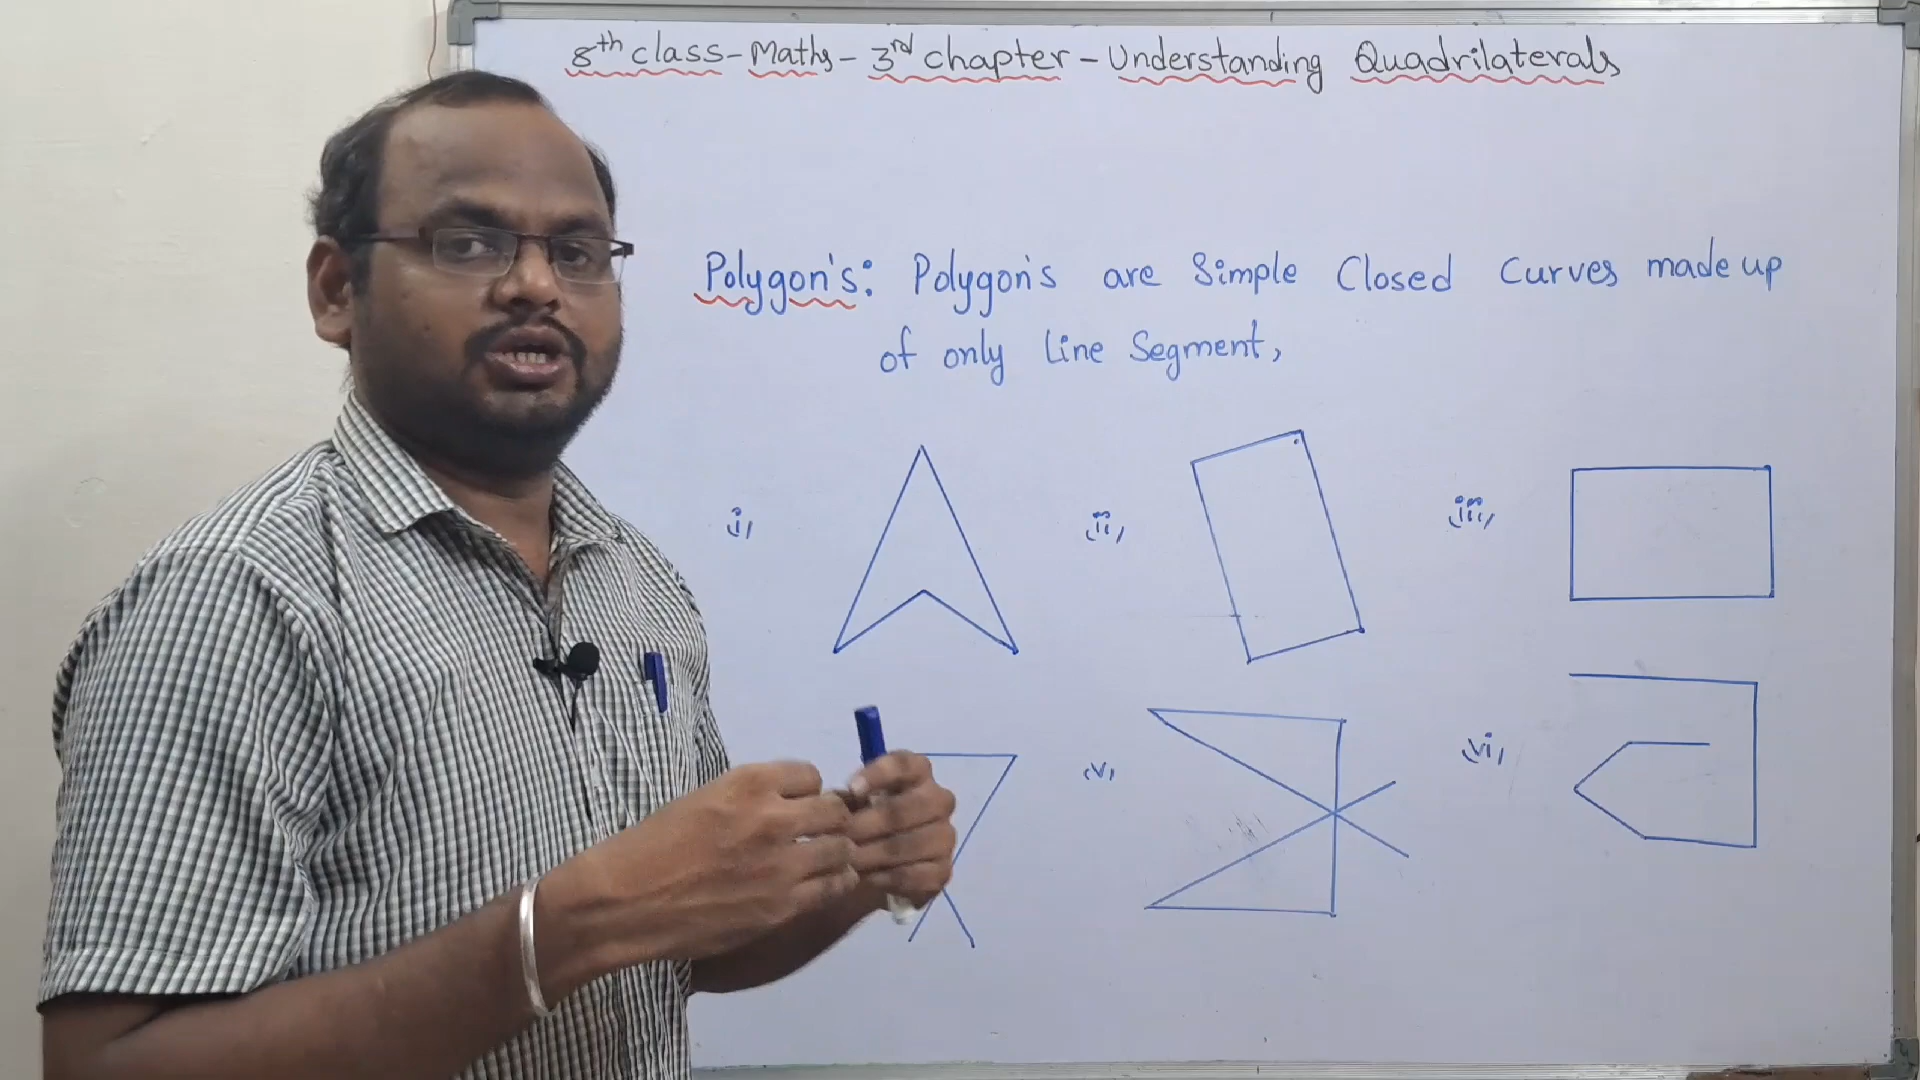 8th class - Maths - 3rd chapter - Understanding Quadrilaterals
Polygon's: Polygon's are Simple Closed Curves made up
of only Line Segment,
i,
ii,
iii,
v,
vi,